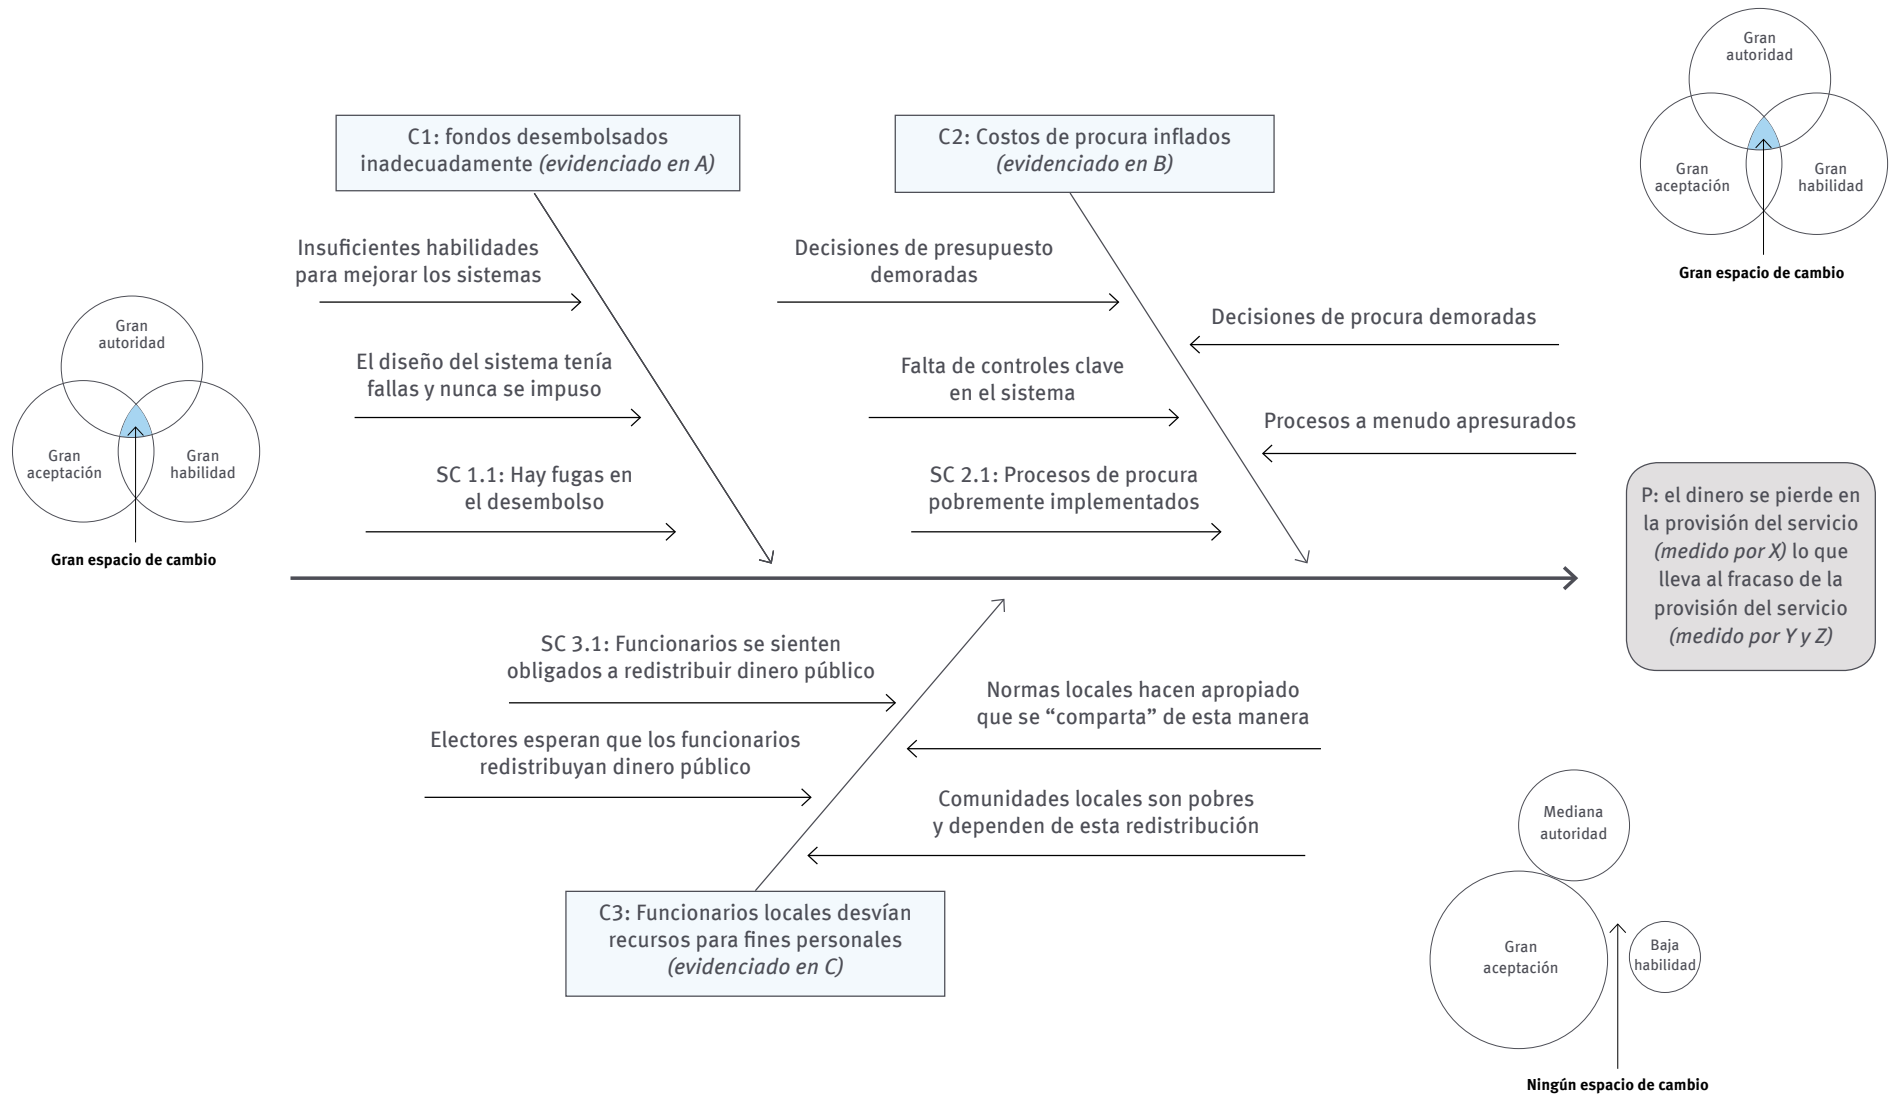 Gran
autoridad
Gran
aceptación
Gran
habilidad
Gran espacio de cambio
C1: fondos desembolsados
inadecuadamente (evidenciado en A)
C2: Costos de procura inflados
(evidenciado en B)
Insuficientes habilidades
para mejorar los sistemas
El diseño del sistema tenía
fallas y nunca se impuso
SC 1.1: Hay fugas en
el desembolso
Decisiones de presupuesto
demoradas
Falta de controles clave
en el sistema
SC 2.1: Procesos de procura
pobremente implementados
Decisiones de procura demoradas
Procesos a menudo apresurados
Gran
autoridad
Gran
aceptación
Gran
habilidad
Gran espacio de cambio
P: el dinero se pierde en
la provisión del servicio
(medido por X) lo que
lleva al fracaso de la
provisión del servicio
(medido por Y y Z)
SC 3.1: Funcionarios se sienten
obligados a redistribuir dinero público
Electores esperan que los funcionarios
redistribuyan dinero público
Normas locales hacen apropiado
que se “comparta” de esta manera
Comunidades locales son pobres
y dependen de esta redistribución
C3: Funcionarios locales desvían
recursos para fines personales
(evidenciado en C)
Mediana
autoridad
Gran
aceptación
Baja
habilidad
Ningún espacio de cambio